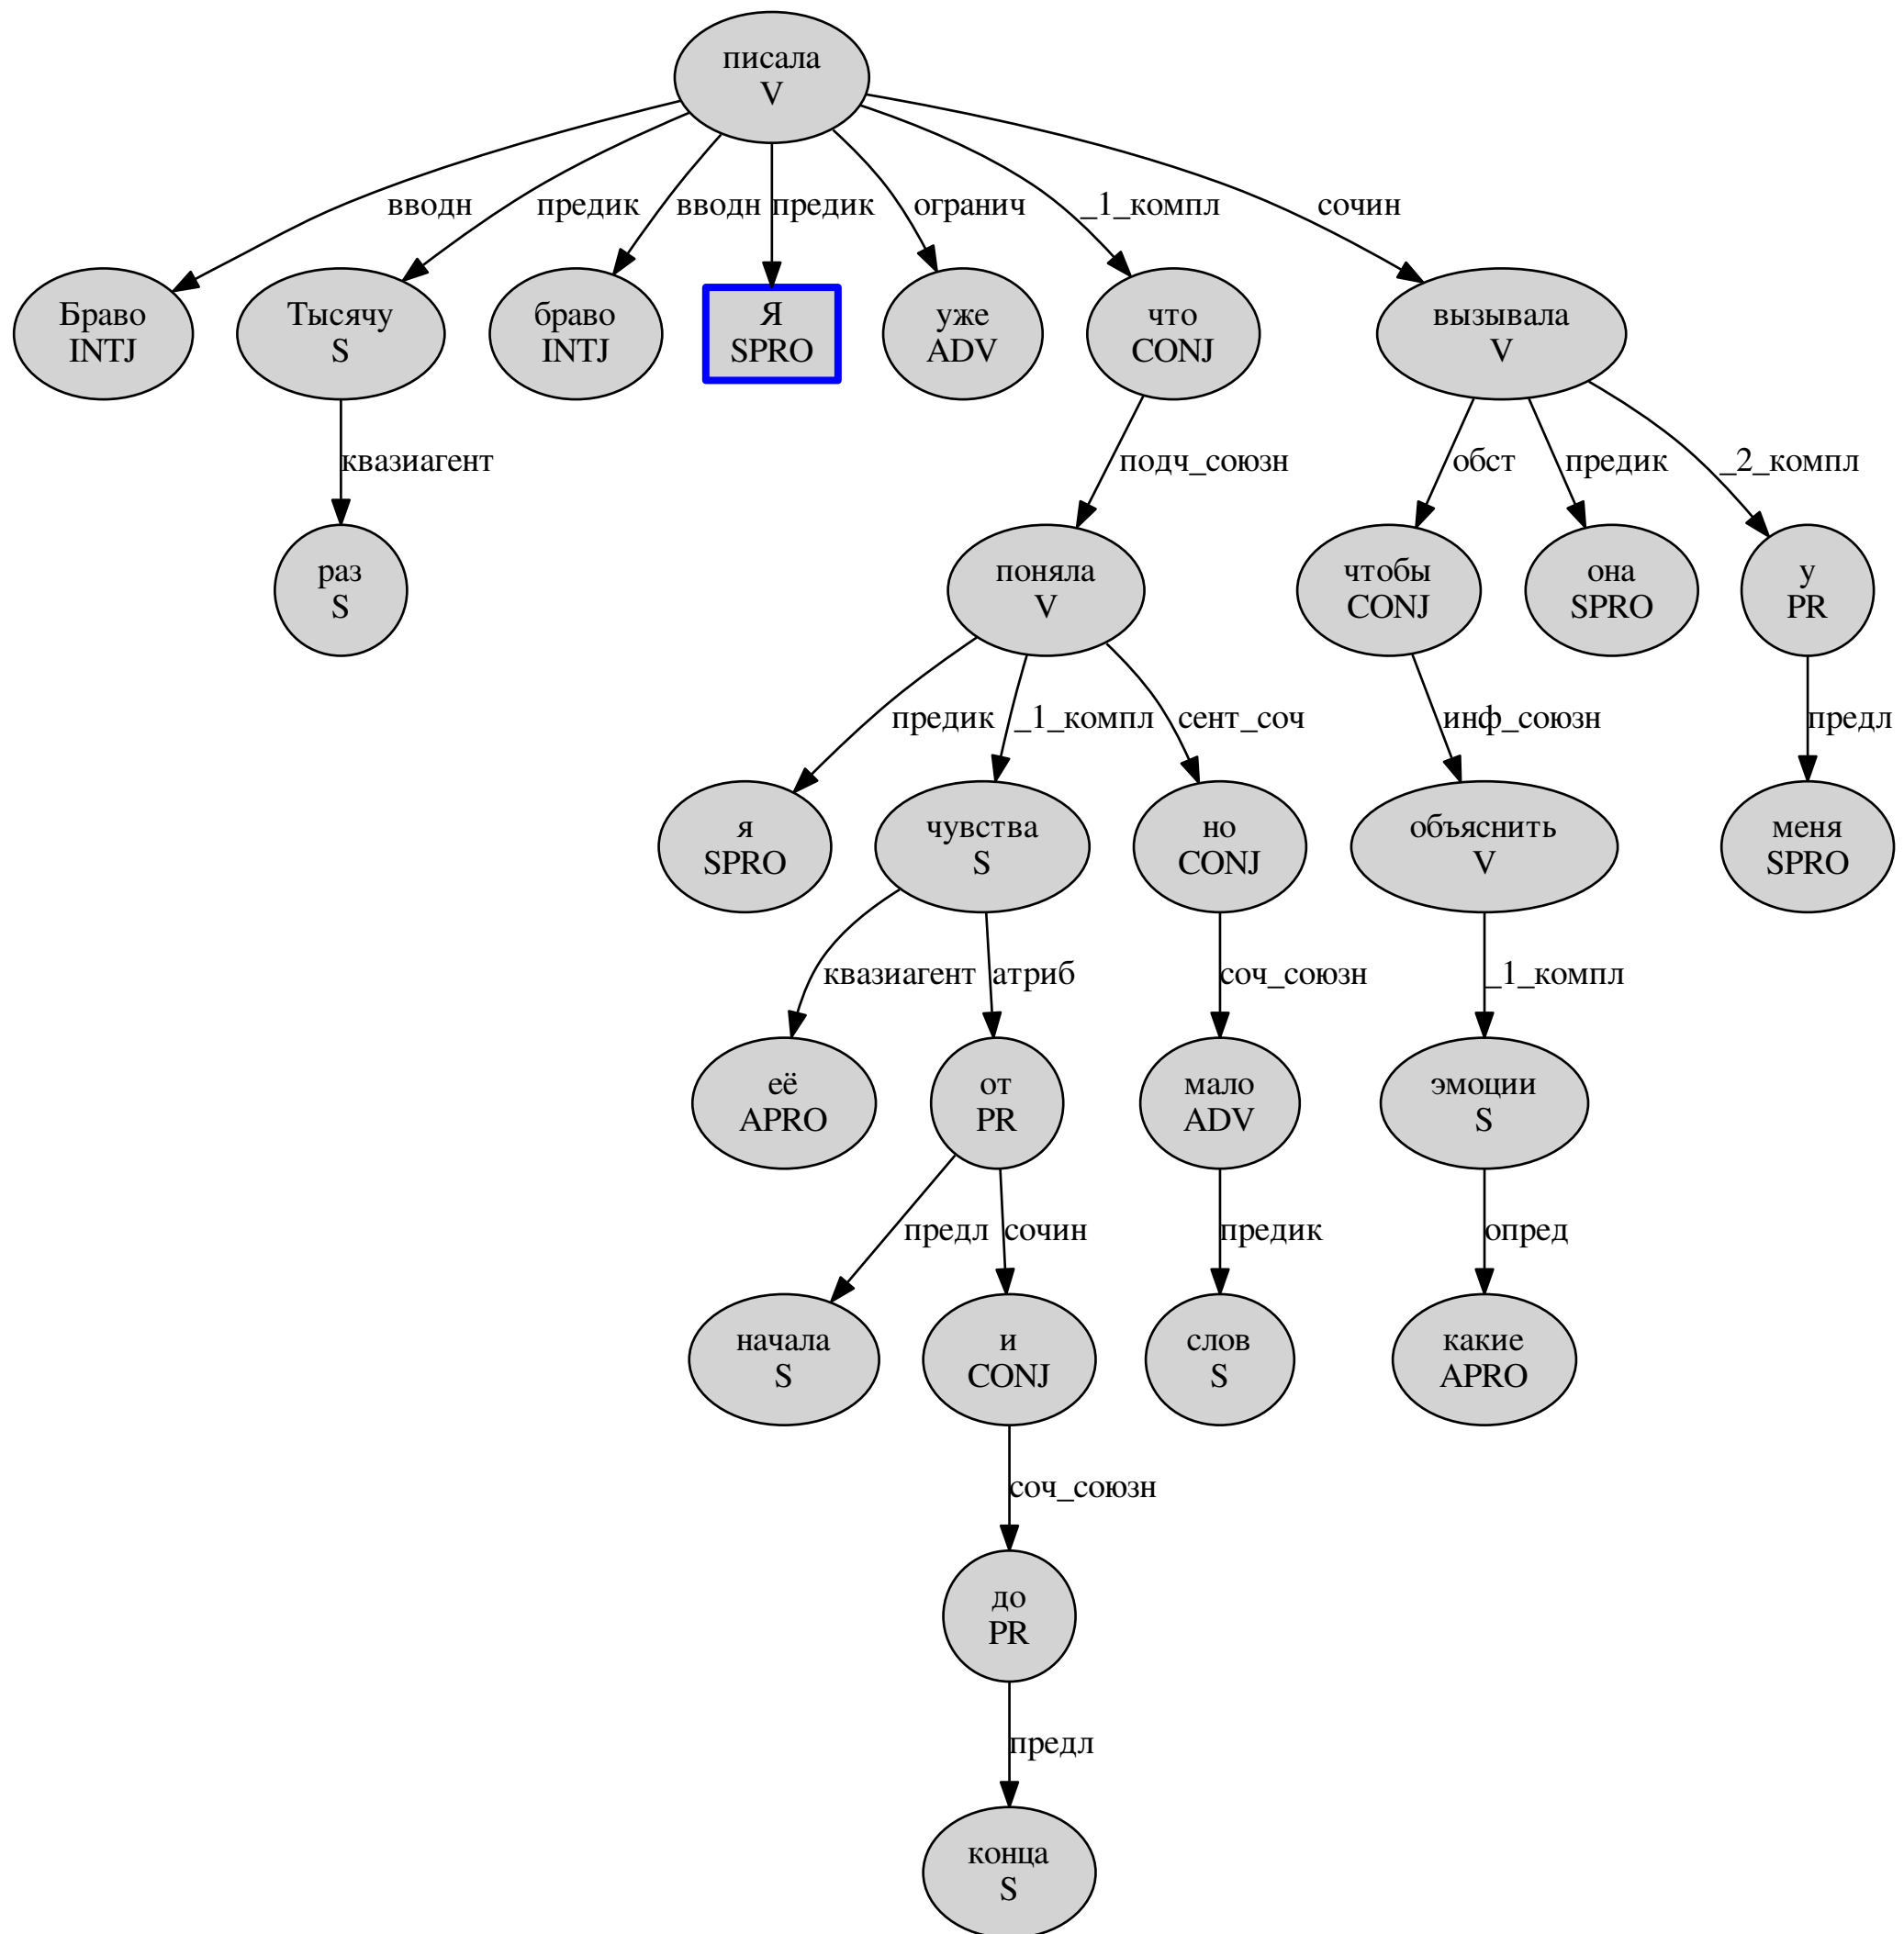 писала
V
вводн
предик
вводн
предик
огранич
_1_компл
сочин
Браво
INTJ
Тысячу
S
браво
INTJ
Я
SPRO
уже
ADV
что
CONJ
вызывала
V
квазиагент
подч_союзн
обст
предик
_2_компл
раз
S
поняла
V
чтобы
CONJ
она
SPRO
у
PR
предик
_1_компл
сент_соч
инф_союзн
предл
я
SPRO
чувства
S
но
CONJ
объяснить
V
меня
SPRO
квазиагент
атриб
соч_союзн
_1_компл
её
APRO
от
PR
мало
ADV
эмоции
S
предл
сочин
предик
опред
начала
S
и
CONJ
слов
S
какие
APRO
соч_союзн
до
PR
предл
конца
S